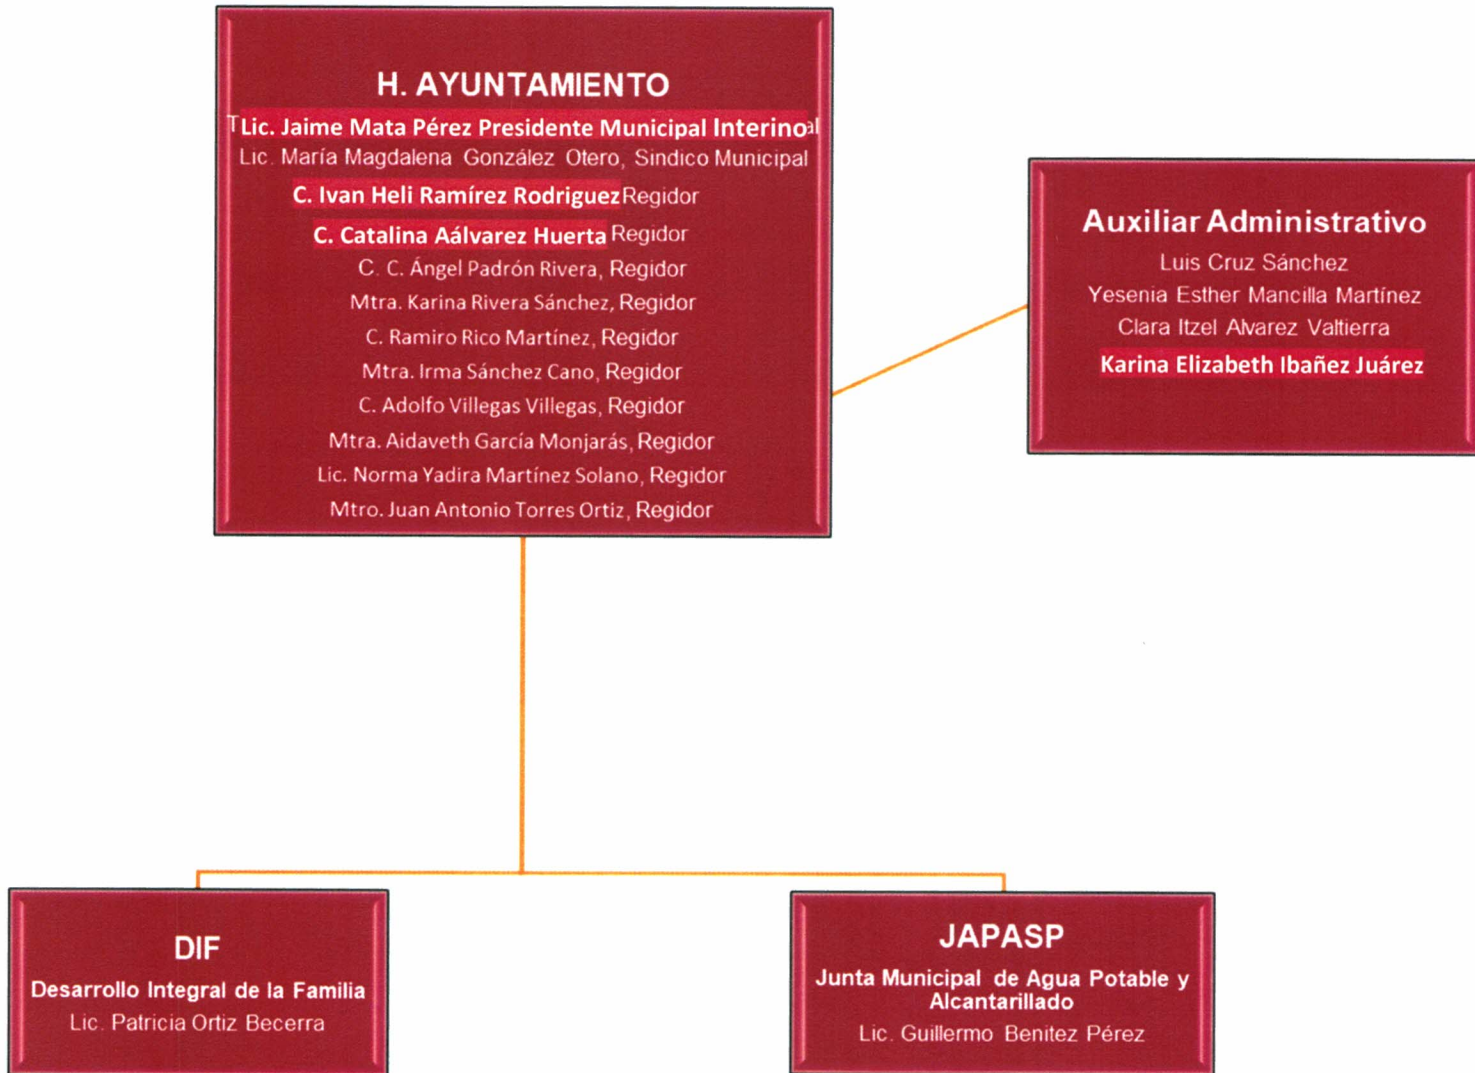 H. AYUNTAMIENTO
Lic. Jaime Mata Pérez Presidente Municipal Interino
Lic. María Magdalena González Otero, Sindico Municipal
C. Ivan Heli Ramírez Rodriguez Regidor
C. Catalina Aálvarez Huerta Regidor
C. C. Ángel Padrón Rivera, Regidor
Mtra. Karina Rivera Sánchez, Regidor
C. Ramiro Rico Martínez, Regidor
Mtra. Irma Sánchez Cano, Regidor
C. Adolfo Villegas Villegas, Regidor
Mtra. Aidaveth García Monjarás, Regidor
Lic. Norma Yadira Martínez Solano, Regidor
Mtro. Juan Antonio Torres Ortiz, Regidor
Auxiliar Administrativo
Luis Cruz Sánchez
Yesenia Esther Mancilla Martínez
Clara Itzel Alvarez Valtierra
Karina Elizabeth Ibañez Juárez
DIF
Desarrollo Integral de la Familia
Lic. Patricia Ortiz Becerra
JAPASP
Junta Municipal de Agua Potable y
Alcantarillado
Lic. Guillermo Benitez Pérez